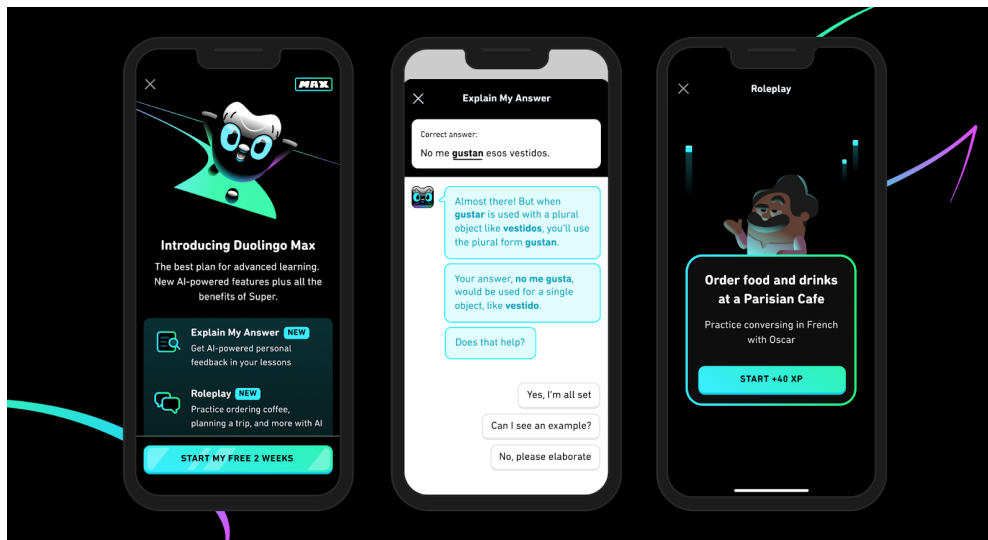 MAX
Introducing Duolingo Max
The best plan for advanced learning.
New AI-powered features plus all the
benefits of Super.
Explain My Answer NEW
Get AI-powered personal
feedback in your lessons
Roleplay NEW
Practice ordering coffee,
planning a trip, and more with AI
START MY FREE 2 WEEKS
Explain My Answer
Correct answer:
No me gustan esos vestidos.
Almost there! But when
gustar is used with a plural
object like vestidos, you'll use
the plural form gustan.
Your answer, no me gusta,
would be used for a single
object, like vestido.
Does that help?
Yes, I'm all set
Can I see an example?
No, please elaborate
Roleplay
Order food and drinks
at a Parisian Cafe
Practice conversing in French
with Oscar
START +40 XP